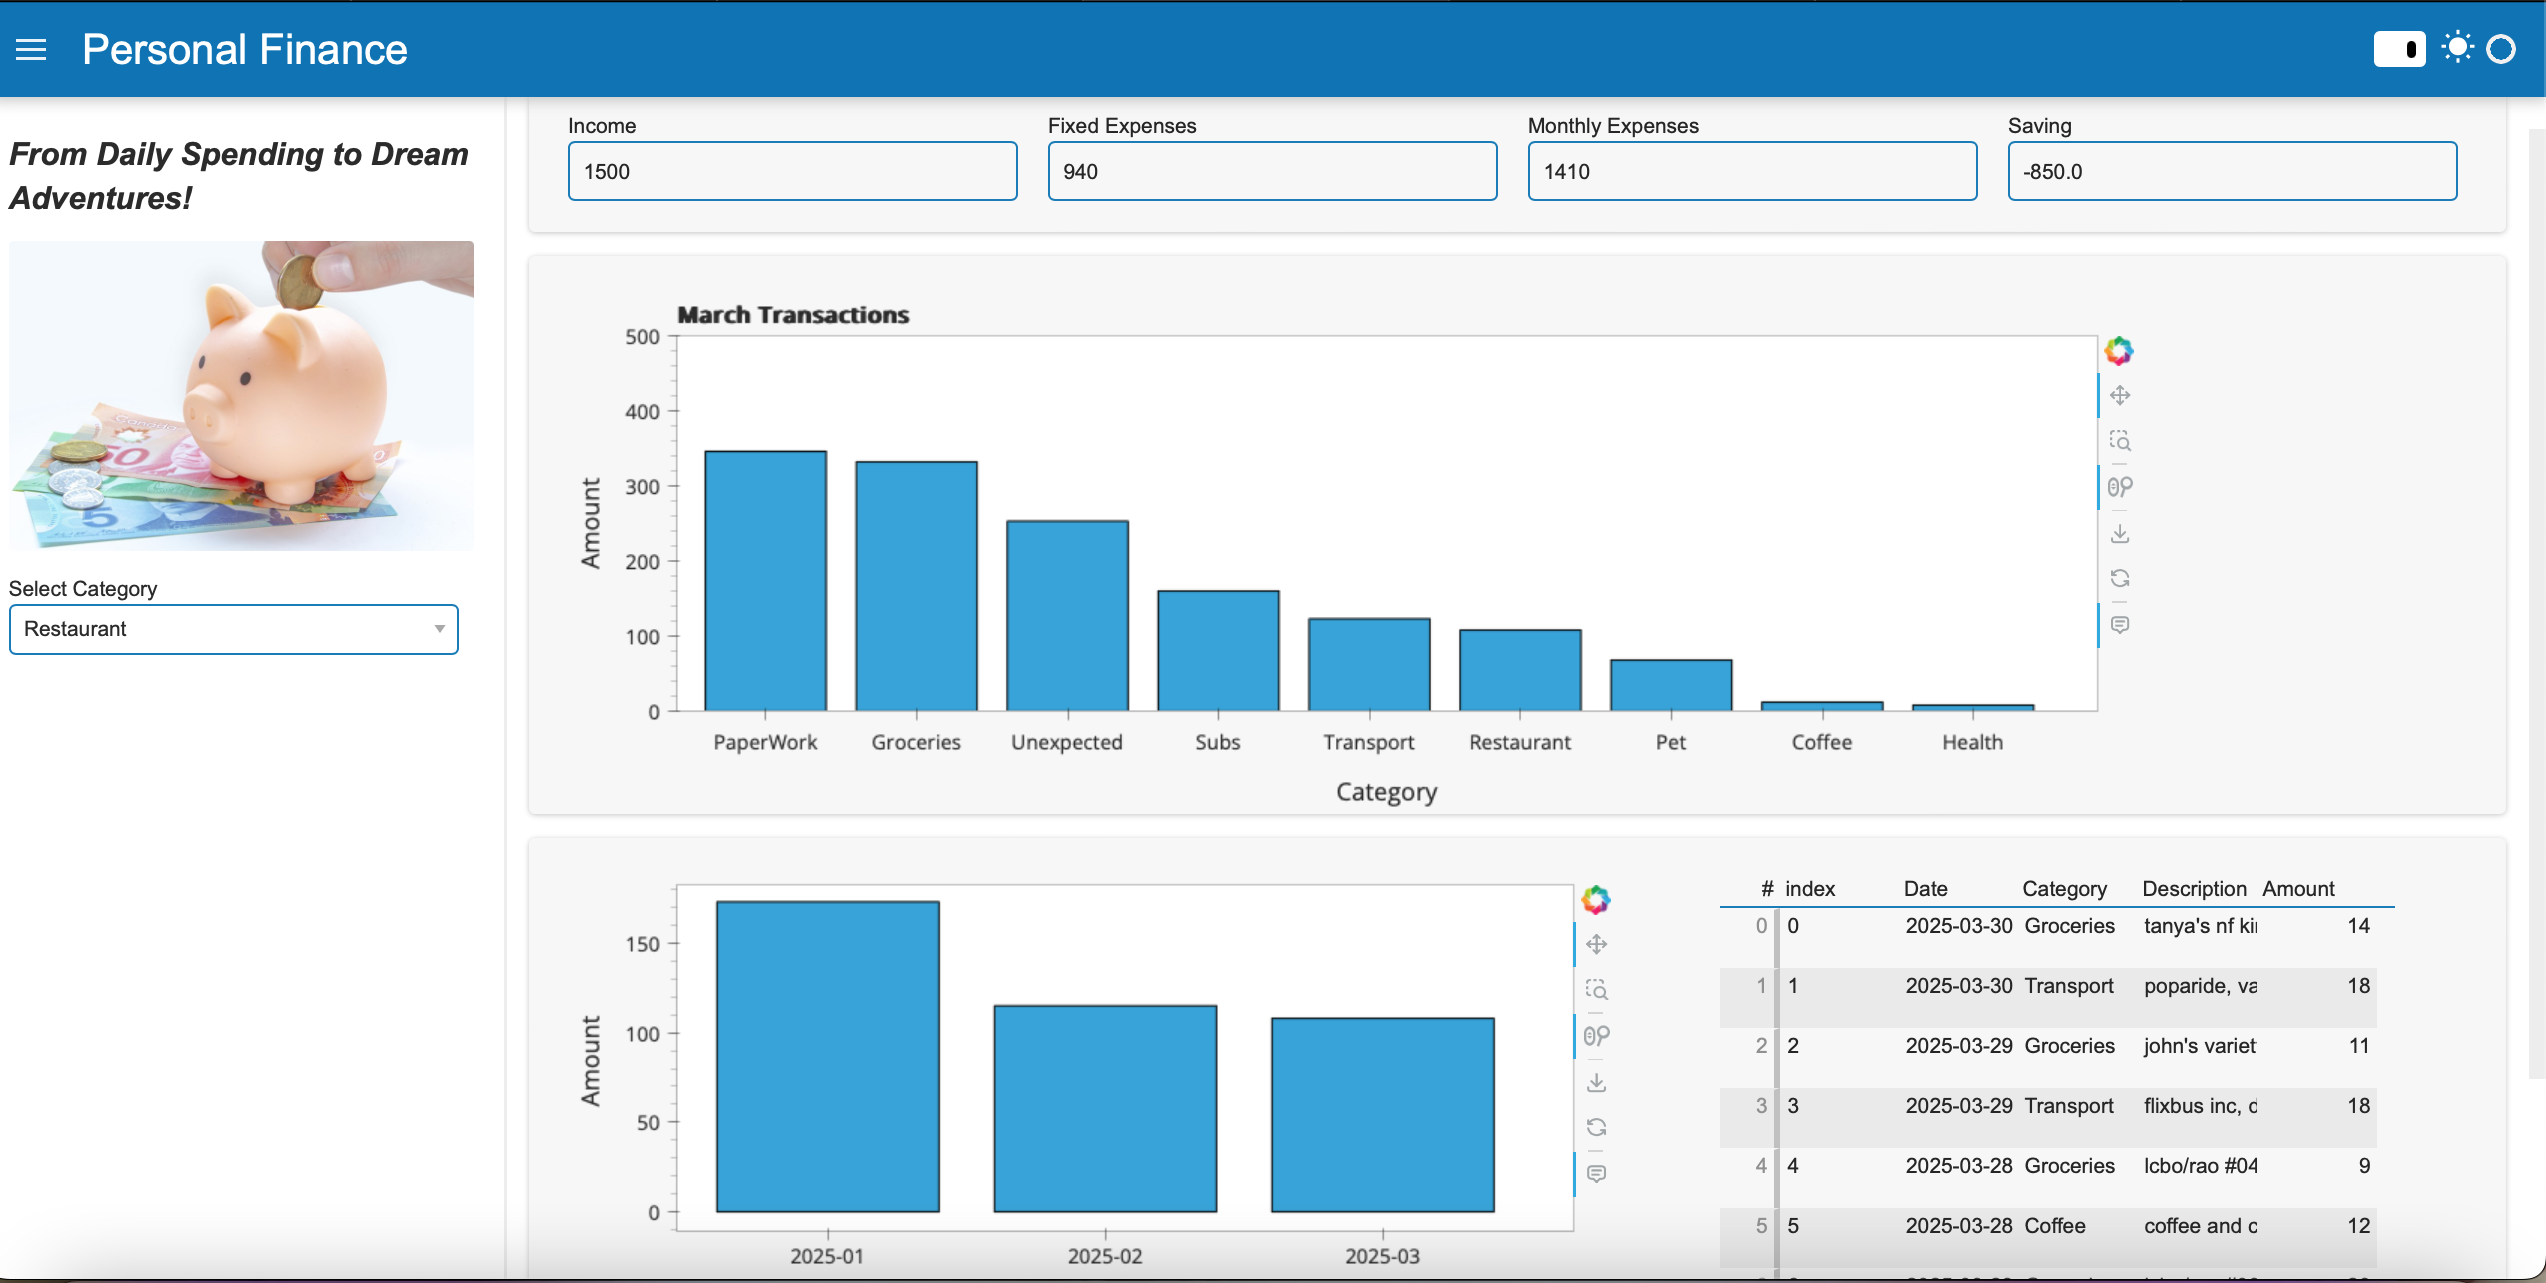 Personal Finance
From Daily Spending to Dream
Adventures!
Select Category
Restaurant
Income
1500
Fixed Expenses
940
Monthly Expenses
1410
Saving
-850.0
March Transactions
500
400
300
200
100
0
Amount
PaperWork Groceries Unexpected Subs Transport Restaurant Pet Coffee Health
Category
150
100
50
0
Amount
2025-01 2025-02 2025-03
# index Date Category Description Amount
0 0 2025-03-30 Groceries tanya's nf 14
1 1 2025-03-30 Transport poparide, va 18
2 2 2025-03-29 Groceries john's variet 11
3 3 2025-03-29 Transport flixbus inc, 18
4 4 2025-03-28 Groceries lcbo/rao #04 9
5 5 2025-03-28 Coffee coffee and c 12